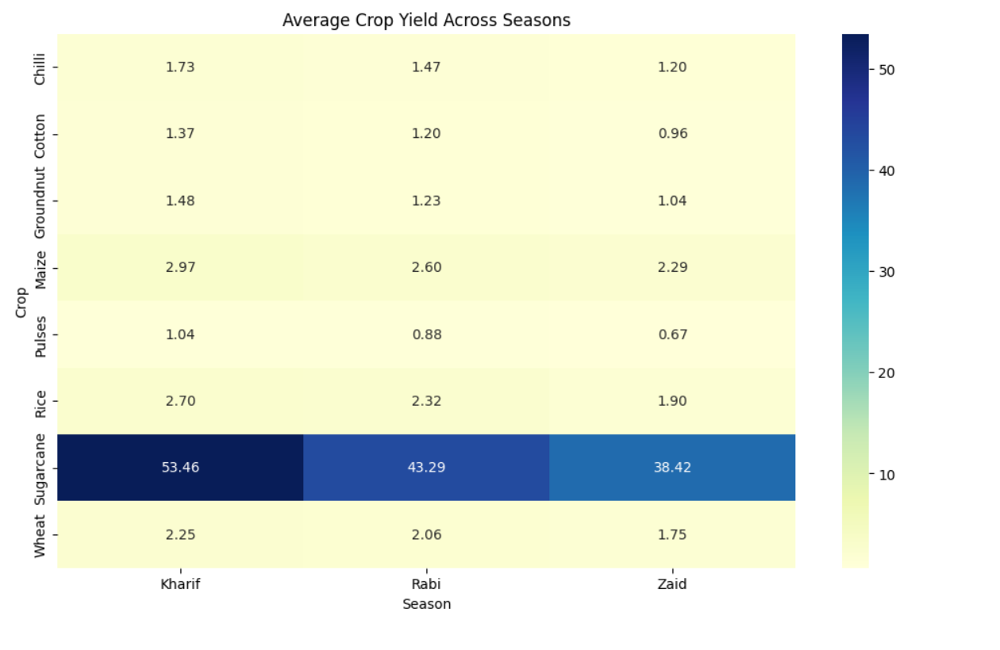 Average Crop Yield Across Seasons
Crop
Chilli 1.73 1.47 1.20
Cotton 1.37 1.20 0.96
Groundnut 1.48 1.23 1.04
Maize 2.97 2.60 2.29
Pulses 1.04 0.88 0.67
Rice 2.70 2.32 1.90
Sugarcane 53.46 43.29 38.42
Wheat 2.25 2.06 1.75
Kharif Rabi Zaid
Season
50
40
30
20
10